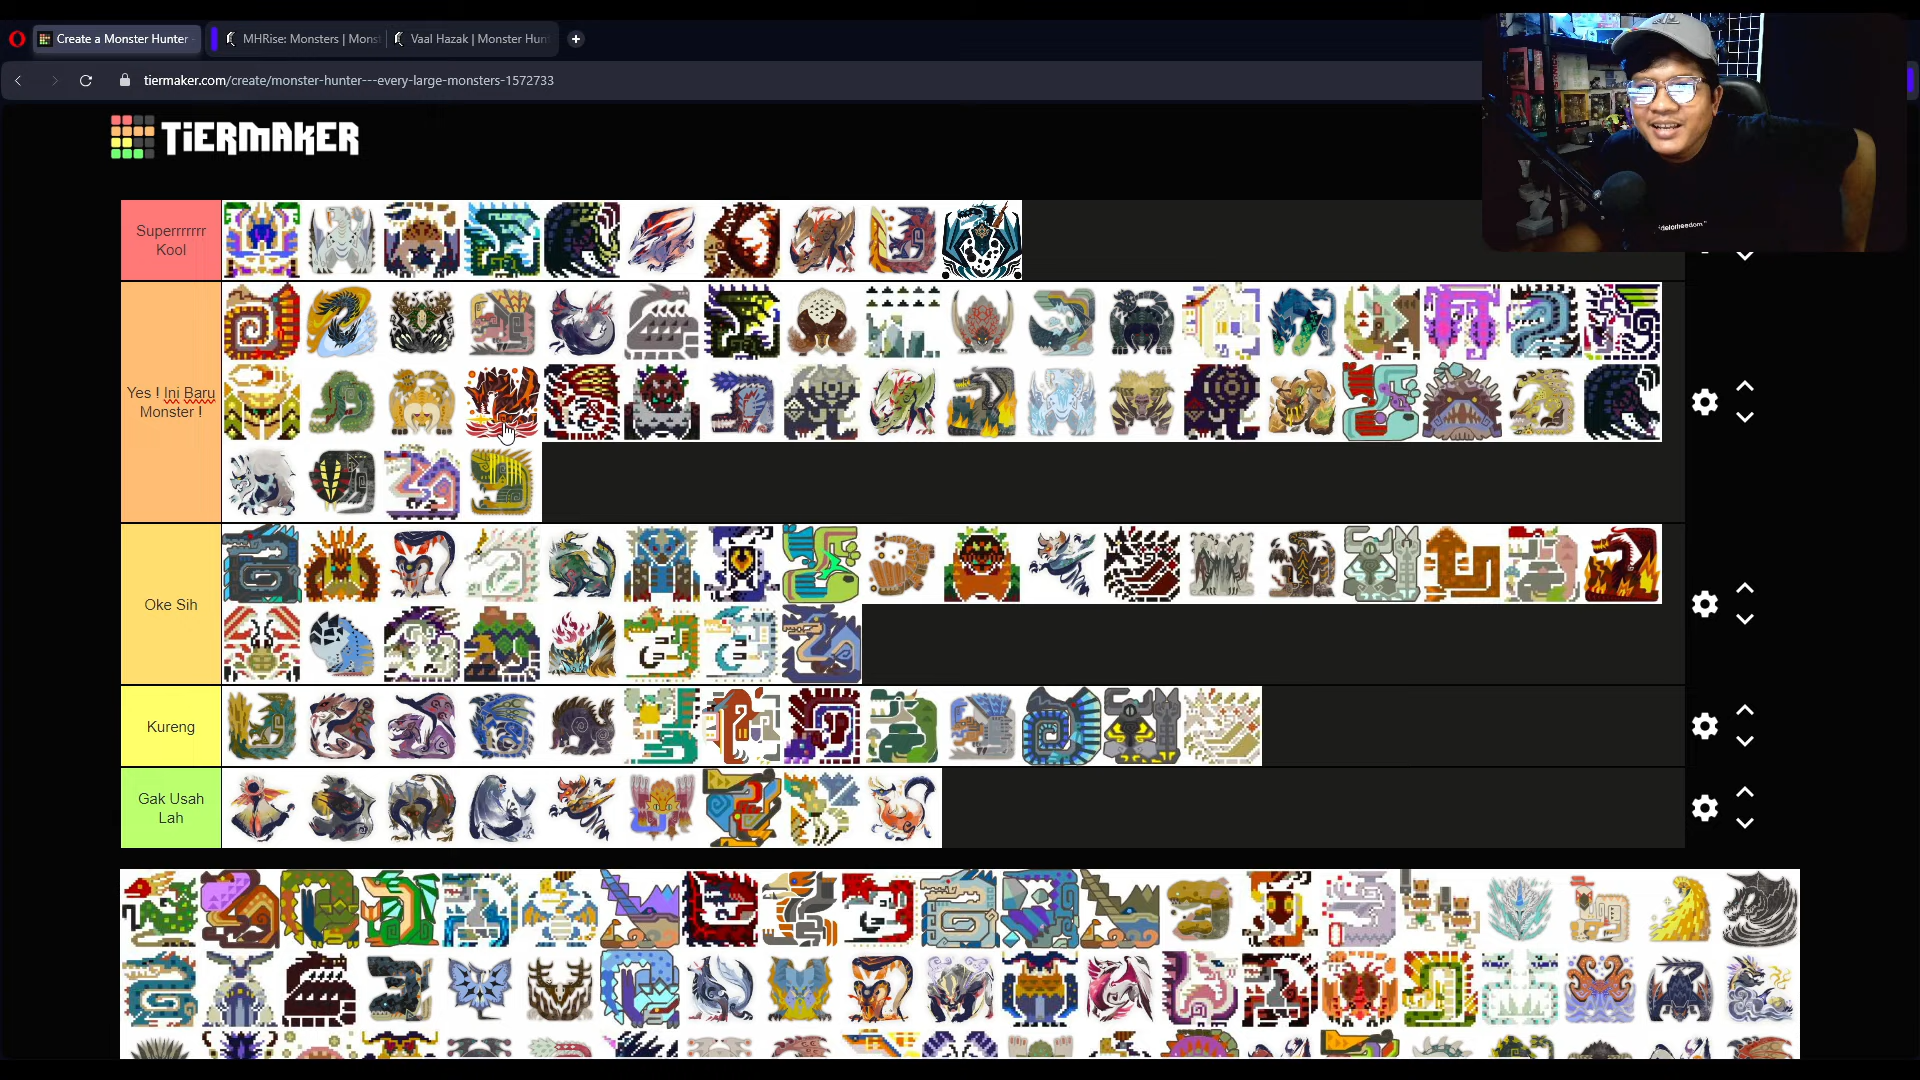 Create a Monster Hunter
MHRise: Monsters | Mons
Vaal Hazak | Monster Hun
tiermaker.com/create/monster-hunter---every-large-monsters-1572733
TiERMAKER
Superrrrrrr
Kool
Yes ! Ini Baru
Monster !
Oke Sih
Kureng
Gak Usah
Lah